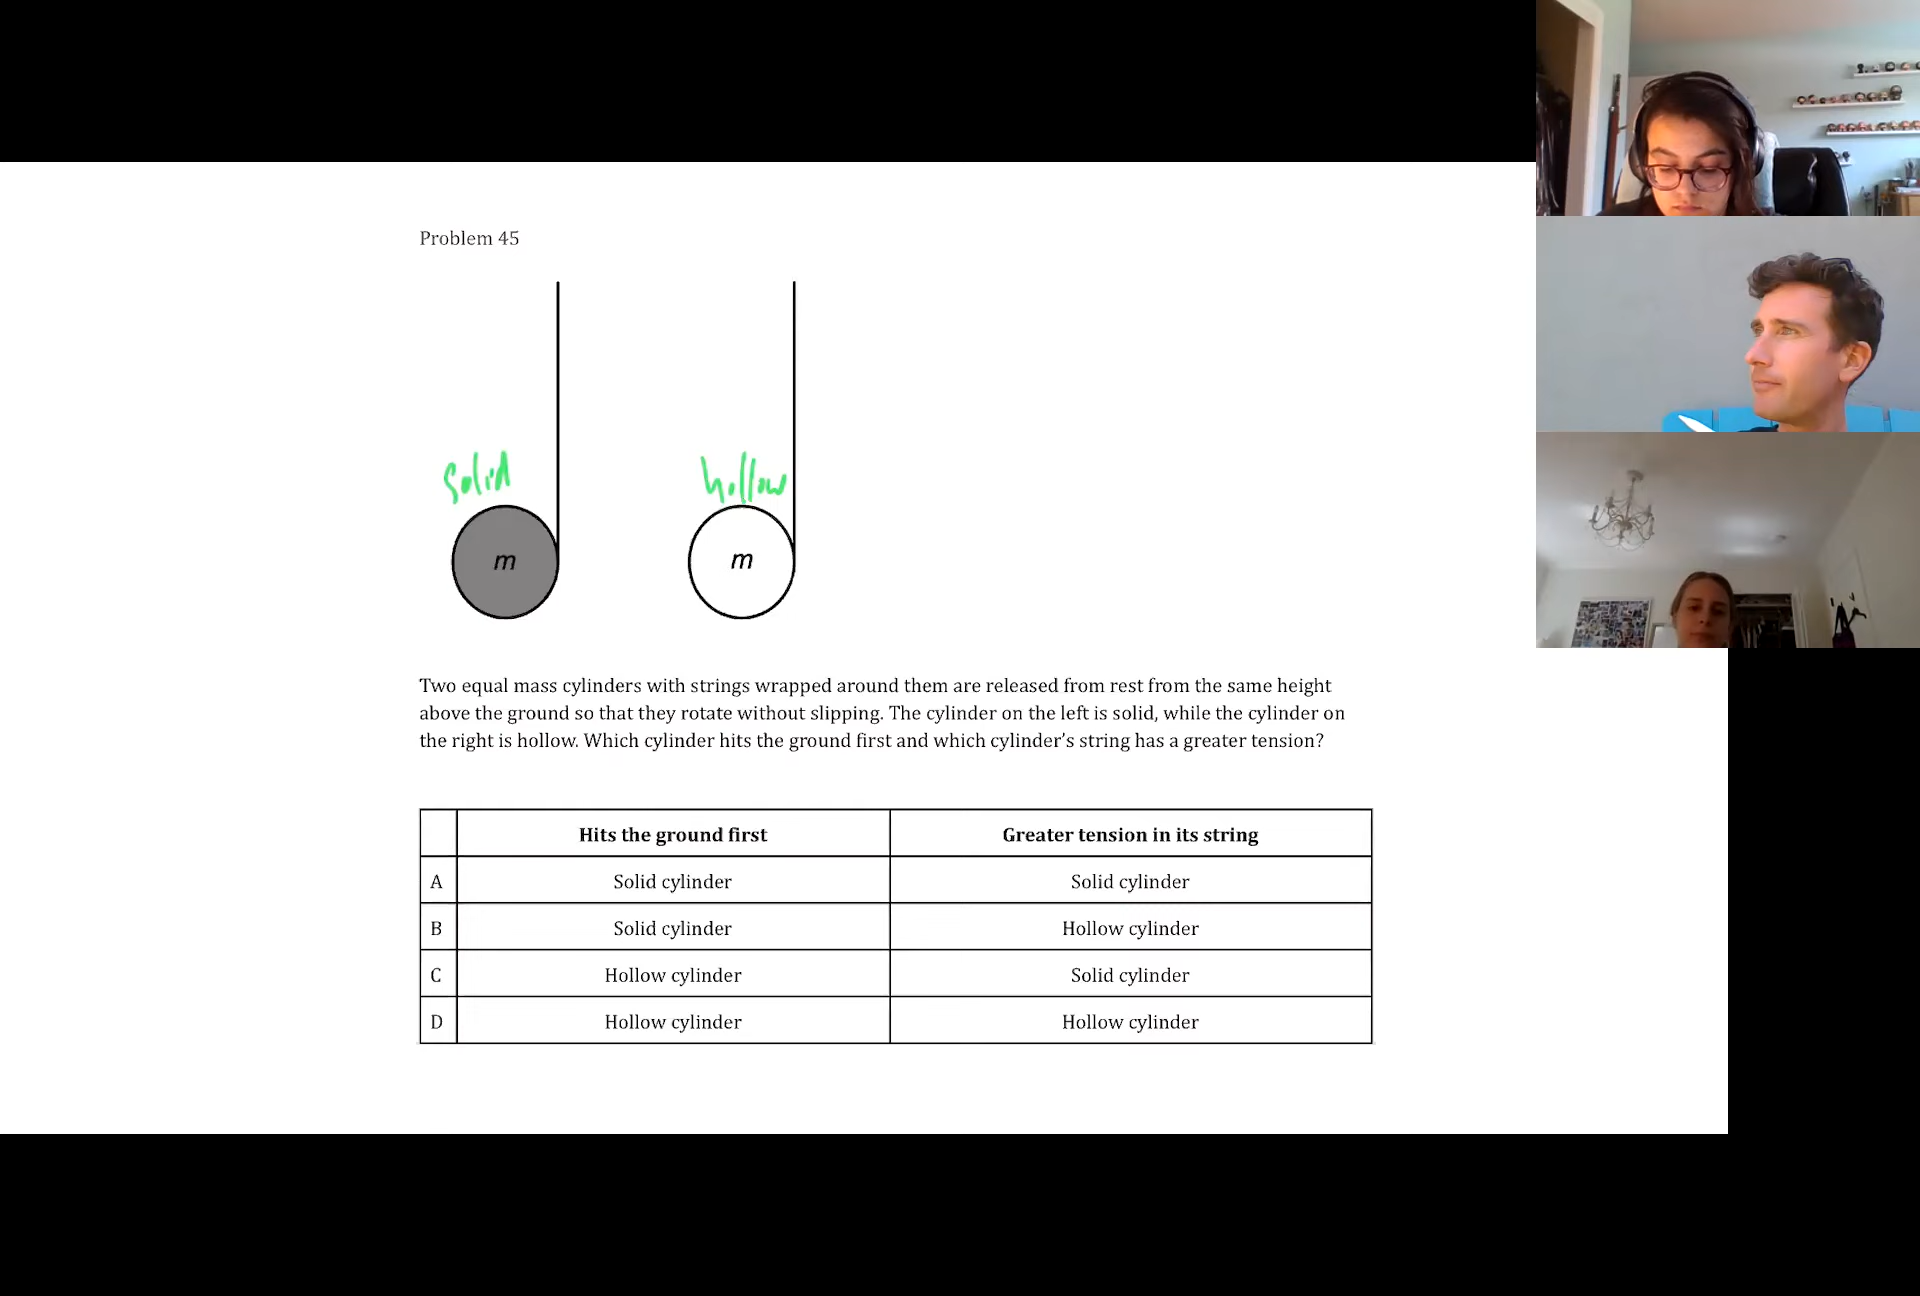 Problem 45
solid
hollow
m
m
Two equal mass cylinders with strings wrapped around them are released from rest from the same height
above the ground so that they rotate without slipping. The cylinder on the left is solid, while the cylinder on
the right is hollow. Which cylinder hits the ground first and which cylinder’s string has a greater tension?
Hits the ground first Greater tension in its string
A Solid cylinder Solid cylinder
B Solid cylinder Hollow cylinder
C Hollow cylinder Solid cylinder
D Hollow cylinder Hollow cylinder